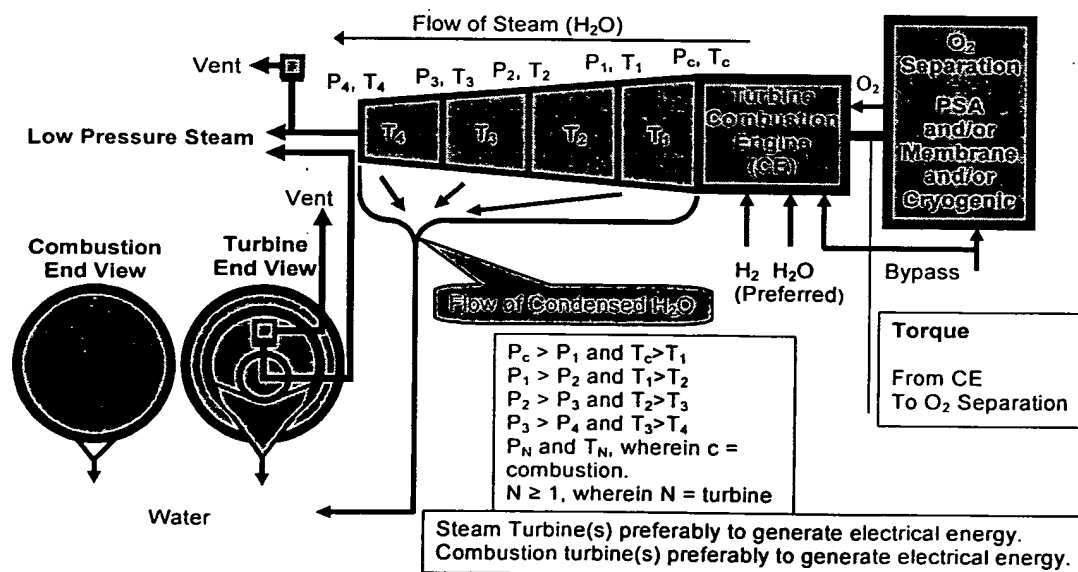 Flow of Steam (H₂O)
Vent
P₄, T₄
P₃, T₃
P₂, T₂
P₁, T₁
Pc, Tc
O₂
O₂
Separation
PSA
and/or
Membrane
and/or
Cryogenic
Turbine
Combustion
Engine
(CE)
T₄
T₃
T₂
T₁
Low Pressure Steam
Vent
Combustion
End View
Turbine
End View
H₂ H₂O
(Preferred)
Bypass
Flow of Condensed H₂O
Torque
From CE
To O₂ Separation
Pc > P₁ and Tc>T₁
P₁ > P₂ and T₁>T₂
P₂ > P₃ and T₂>T₃
P₃ > P₄ and T₃>T₄
PN and TN, wherein c =
combustion.
N ≥ 1, wherein N = turbine
Water
Steam Turbine(s) preferably to generate electrical energy.
Combustion turbine(s) preferably to generate electrical energy.